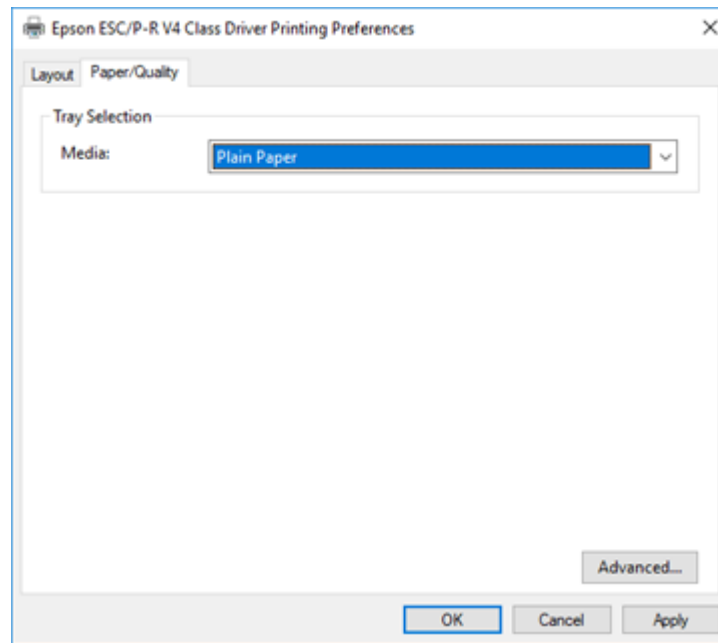 Epson ESC/P-R V4 Class Driver Printing Preferences
Layout Paper/Quality
Tray Selection
Media: Plain Paper
Advanced...
OK Cancel Apply